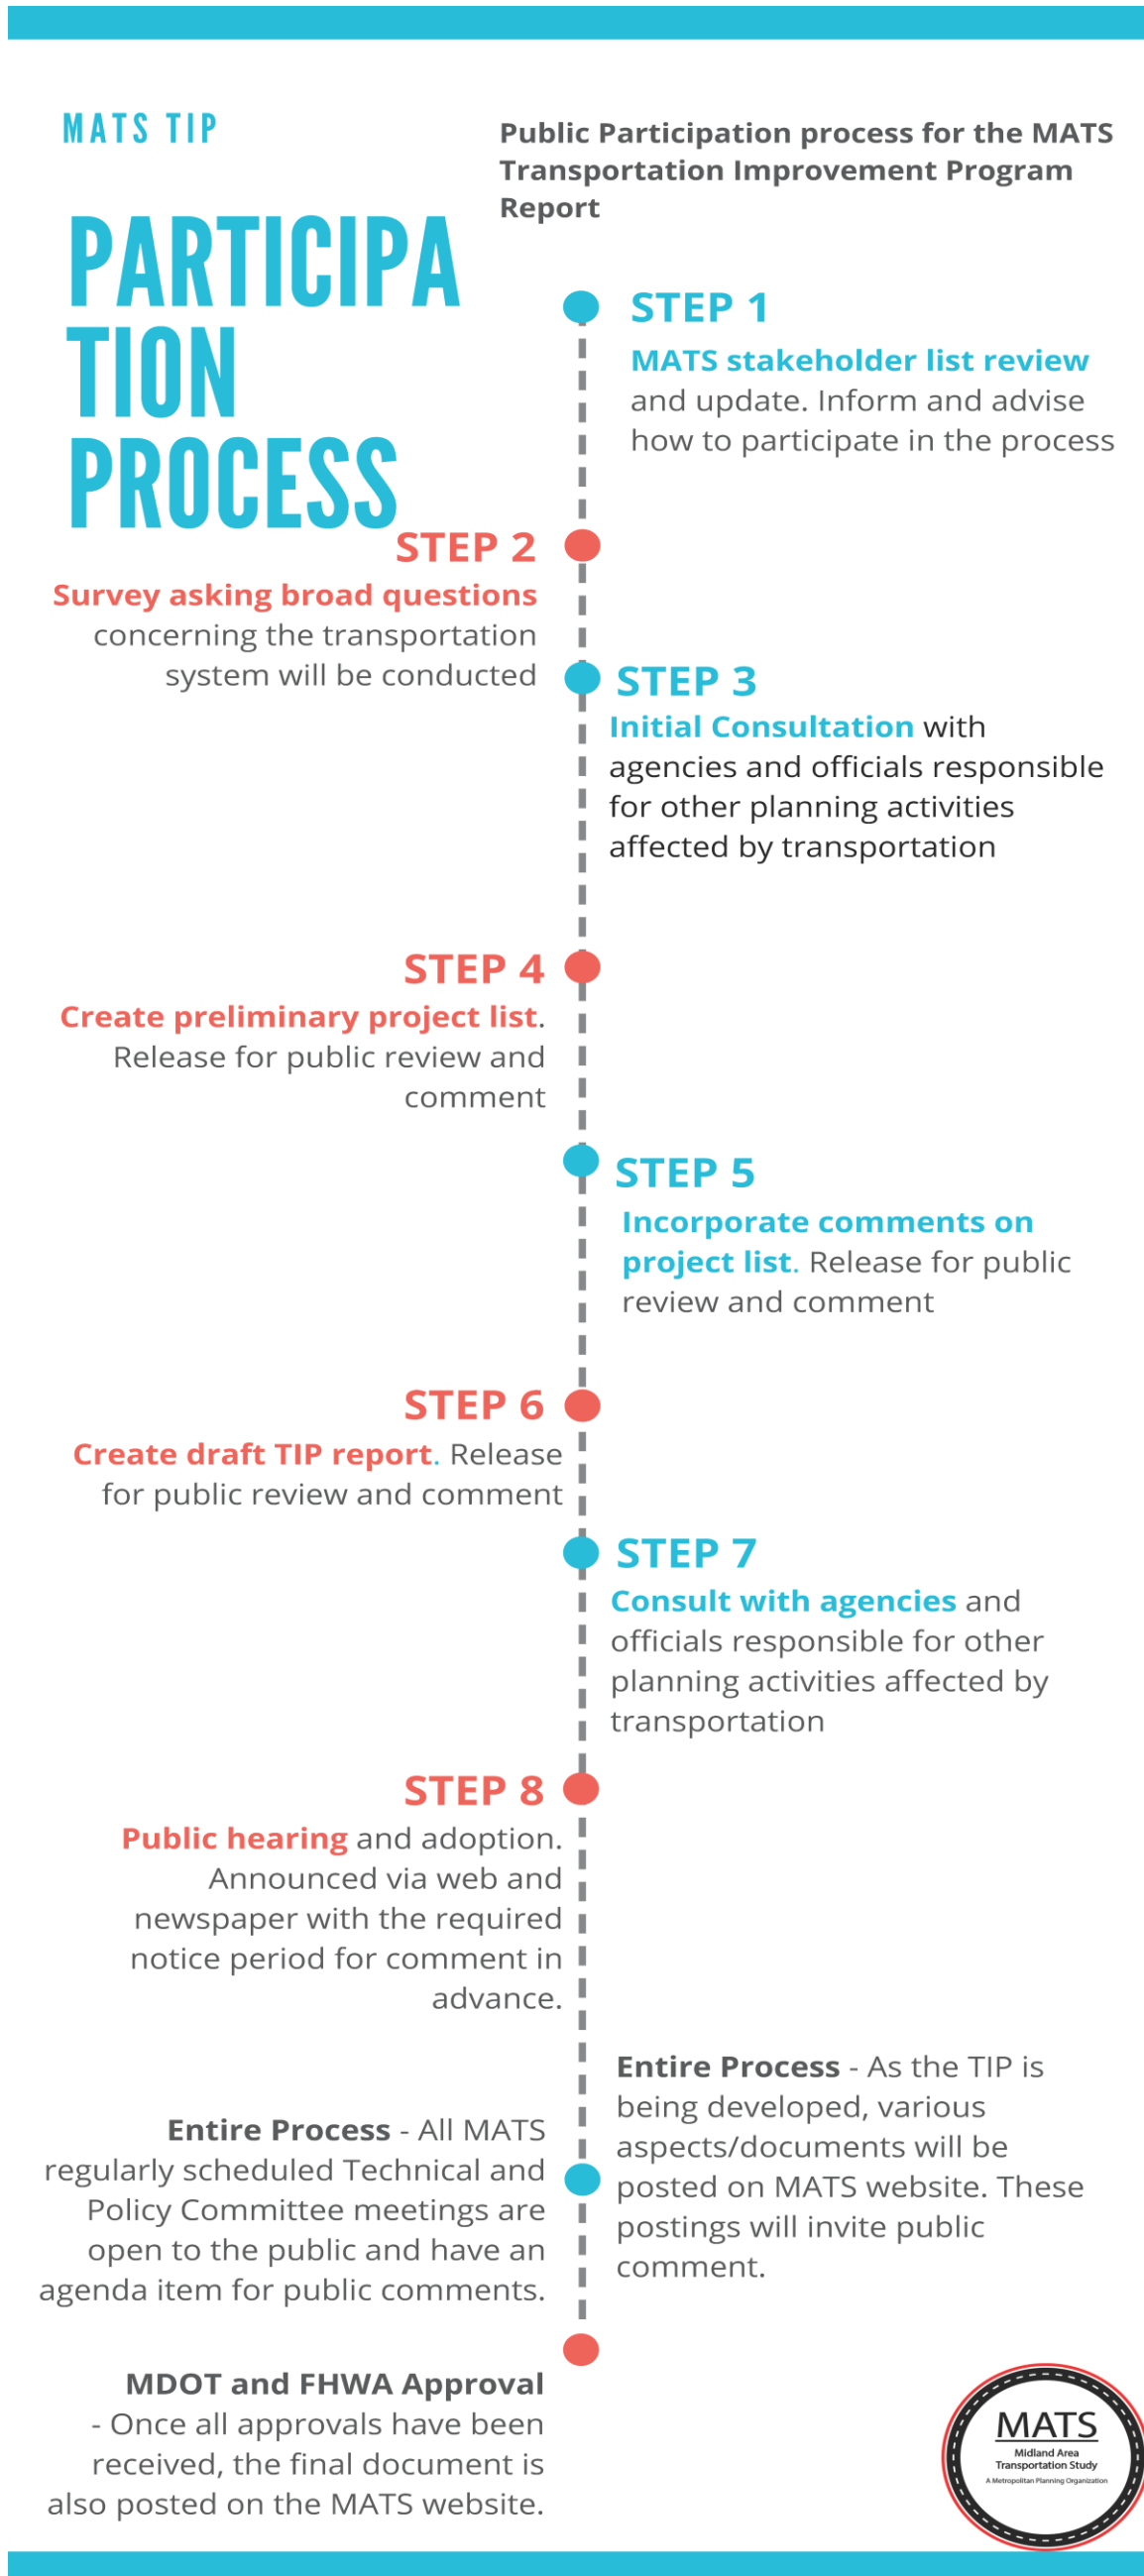 MATS TIP
PARTICIPA
TION
PROCESS
Public Participation process for the MATS
Transportation Improvement Program
Report
STEP 1
MATS stakeholder list review
and update. Inform and advise
how to participate in the process
STEP 2
Survey asking broad questions
concerning the transportation
system will be conducted
STEP 3
Initial Consultation with
agencies and officials responsible
for other planning activities
affected by transportation
STEP 4
Create preliminary project list.
Release for public review and
comment
STEP 5
Incorporate comments on
project list. Release for public
review and comment
STEP 6
Create draft TIP report. Release
for public review and comment
STEP 7
Consult with agencies and
officials responsible for other
planning activities affected by
transportation
STEP 8
Public hearing and adoption.
Announced via web and
newspaper with the required
notice period for comment in
advance.
Entire Process - As the TIP is
being developed, various
aspects/documents will be
posted on MATS website. These
postings will invite public
comment.
Entire Process - All MATS
regularly scheduled Technical and
Policy Committee meetings are
open to the public and have an
agenda item for public comments.
MDOT and FHWA Approval
- Once all approvals have been
received, the final document is
also posted on the MATS website.
MATS
Midland Area
Transportation Study
A Metropolitan Planning Organization